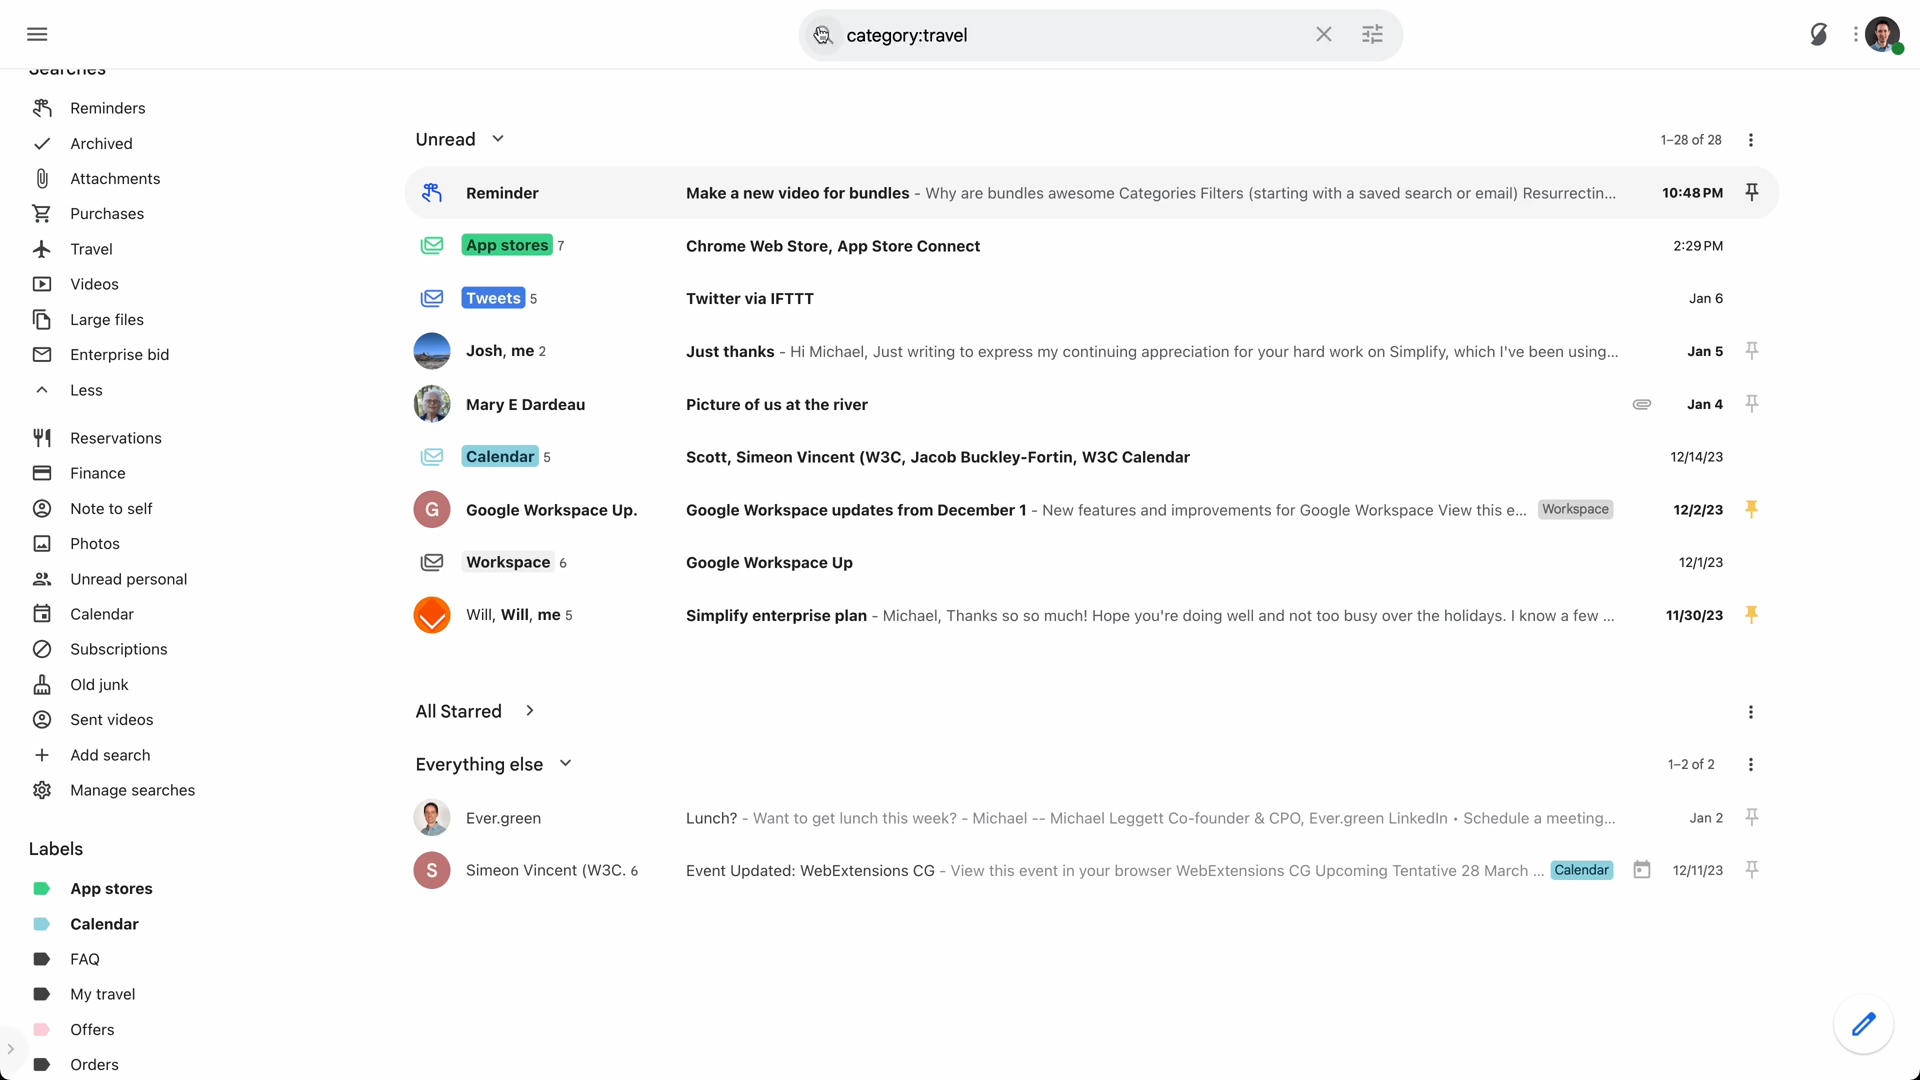 category:travel
Searches
Reminders
Archived
Attachments
Purchases
Travel
Videos
Large files
Enterprise bid
Less
Reservations
Finance
Note to self
Photos
Unread personal
Calendar
Subscriptions
Old junk
Sent videos
Add search
Manage searches
Labels
App stores
Calendar
FAQ
My travel
Offers
Orders
Unread 1–28 of 28
Reminder Make a new video for bundles - Why are bundles awesome Categories Filters (starting with a saved search or email) Resurrectin... 10:48 PM
App stores 7 Chrome Web Store, App Store Connect 2:29 PM
Tweets 5 Twitter via IFTTT Jan 6
Josh, me 2 Just thanks - Hi Michael, Just writing to express my continuing appreciation for your hard work on Simplify, which I've been using... Jan 5
Mary E Dardeau Picture of us at the river Jan 4
Calendar 5 Scott, Simeon Vincent (W3C, Jacob Buckley-Fortin, W3C Calendar 12/14/23
G Google Workspace Up. Google Workspace updates from December 1 - New features and improvements for Google Workspace View this e... Workspace 12/2/23
Workspace 6 Google Workspace Up 12/1/23
Will, Will, me 5 Simplify enterprise plan - Michael, Thanks so so much! Hope you're doing well and not too busy over the holidays. I know a few ... 11/30/23
All Starred
Everything else 1–2 of 2
Ever.green Lunch? - Want to get lunch this week? - Michael -- Michael Leggett Co-founder & CPO, Ever.green LinkedIn • Schedule a meeting... Jan 2
S Simeon Vincent (W3C. 6 Event Updated: WebExtensions CG - View this event in your browser WebExtensions CG Upcoming Tentative 28 March ... Calendar 12/11/23